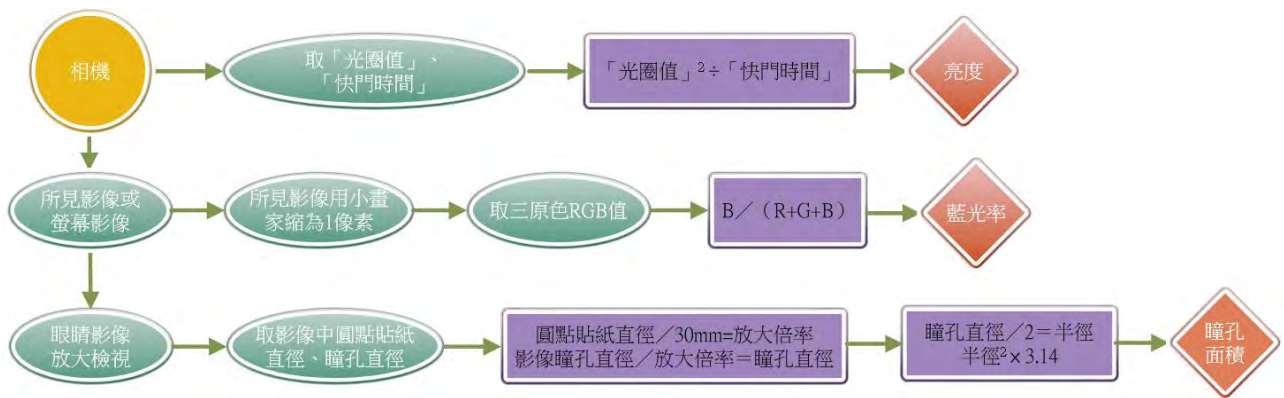 相機
取「光圈值」、
「快門時間」
「光圈值」²÷「快門時間」
亮度
所見影像或
螢幕影像
所見影像用小畫
家縮為1像素
取三原色RGB值
B／（R+G+B）
藍光率
眼睛影像
放大檢視
取影像中圓點貼紙
直徑、瞳孔直徑
圓點貼紙直徑／30mm=放大倍率
影像瞳孔直徑／放大倍率＝瞳孔直徑
瞳孔直徑／2＝半徑
半徑²×3.14
瞳孔
面積